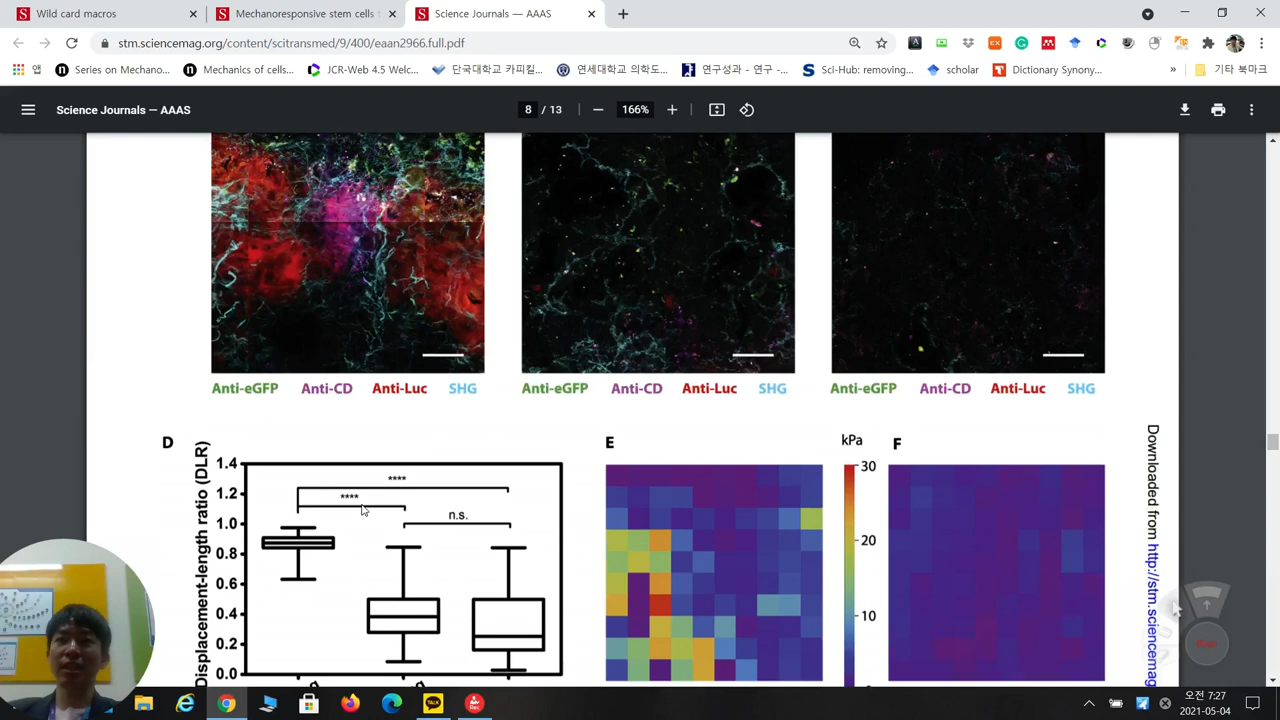 Wild card macros
Mechanoresponsive stem cells t
Science Journals — AAAS
stm.sciencemag.org/content/scitransmed/9/400/eaan2966.full.pdf
앱
Series on Mechano...
Mechanics of cells...
JCR-Web 4.5 Welc...
단국대학교 카피킬...
연세대학교 의학도...
연구성과 - 연구 -...
Sci-Hub: removing...
scholar
Dictionary Synony...
»
기타 북마크
Science Journals — AAAS
8 / 13
166%
Anti-eGFP Anti-CD Anti-Luc SHG
Anti-eGFP Anti-CD Anti-Luc SHG
Anti-eGFP Anti-CD Anti-Luc SHG
D
Displacement-length ratio (DLR)
1.4
1.2
1.0
0.8
0.6
0.4
0.2
0.0
****
****
n.s.
E
kPa
30
20
10
F
Downloaded from http://stm.sciencemag
TALK
Rec
오전 7:27
2021-05-04